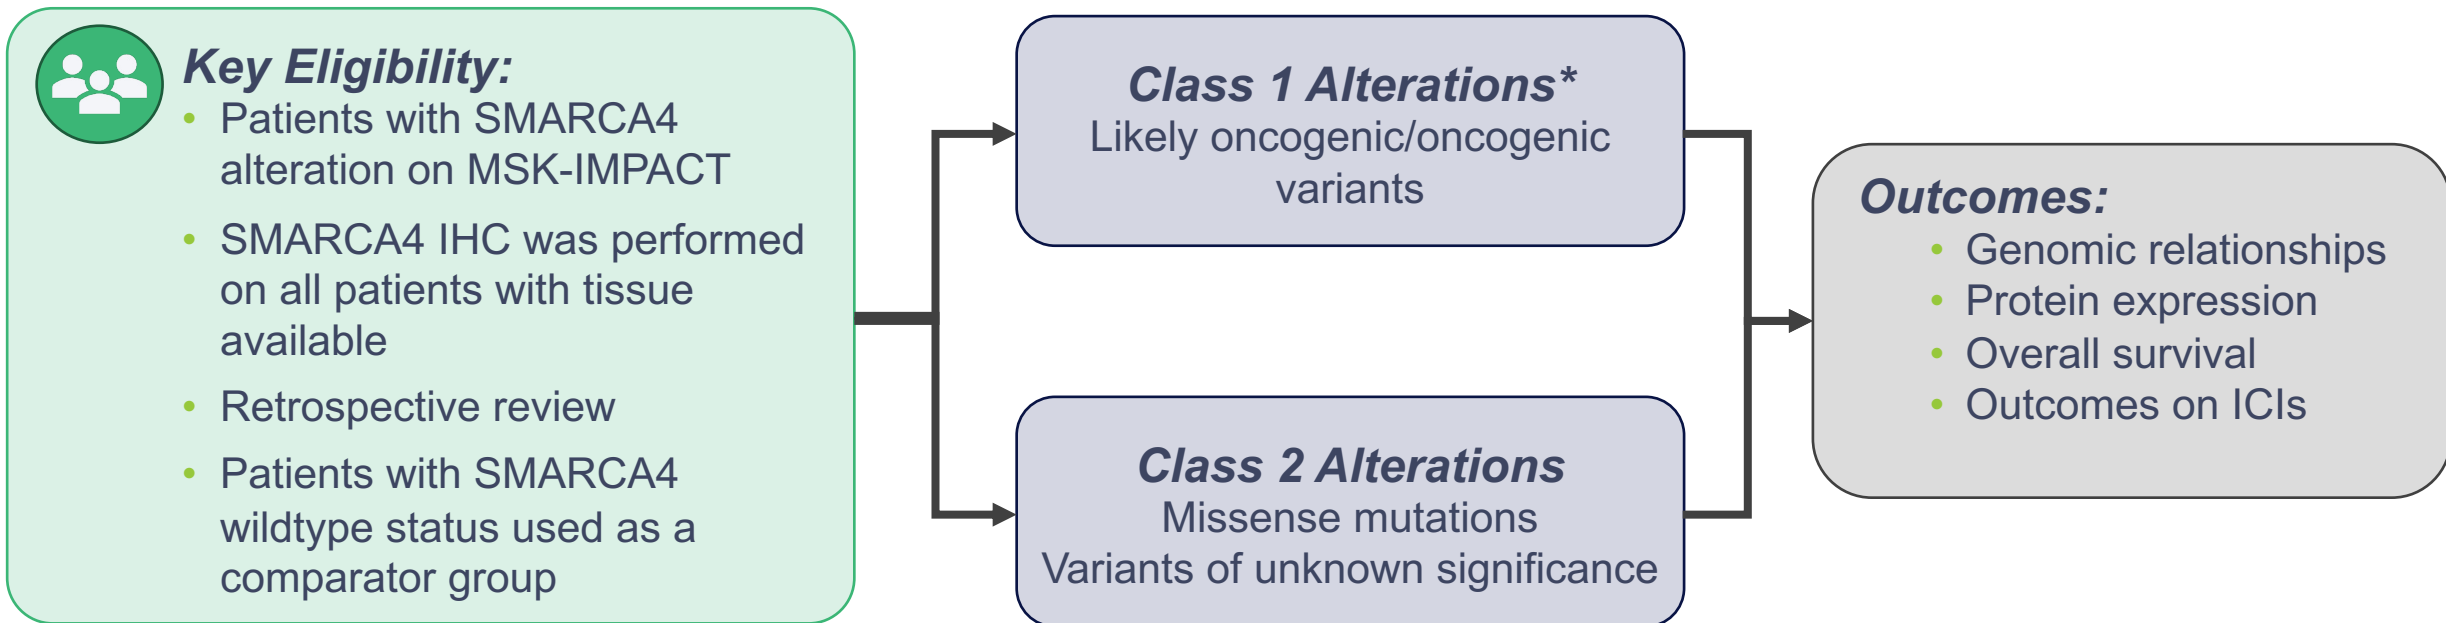 Key Eligibility:
• Patients with SMARCA4
alteration on MSK-IMPACT
• SMARCA4 IHC was performed
on all patients with tissue
available
• Retrospective review
• Patients with SMARCA4
wildtype status used as a
comparator group
Class 1 Alterations*
Likely oncogenic/oncogenic
variants
Class 2 Alterations
Missense mutations
Variants of unknown significance
Outcomes:
• Genomic relationships
• Protein expression
• Overall survival
• Outcomes on ICIs